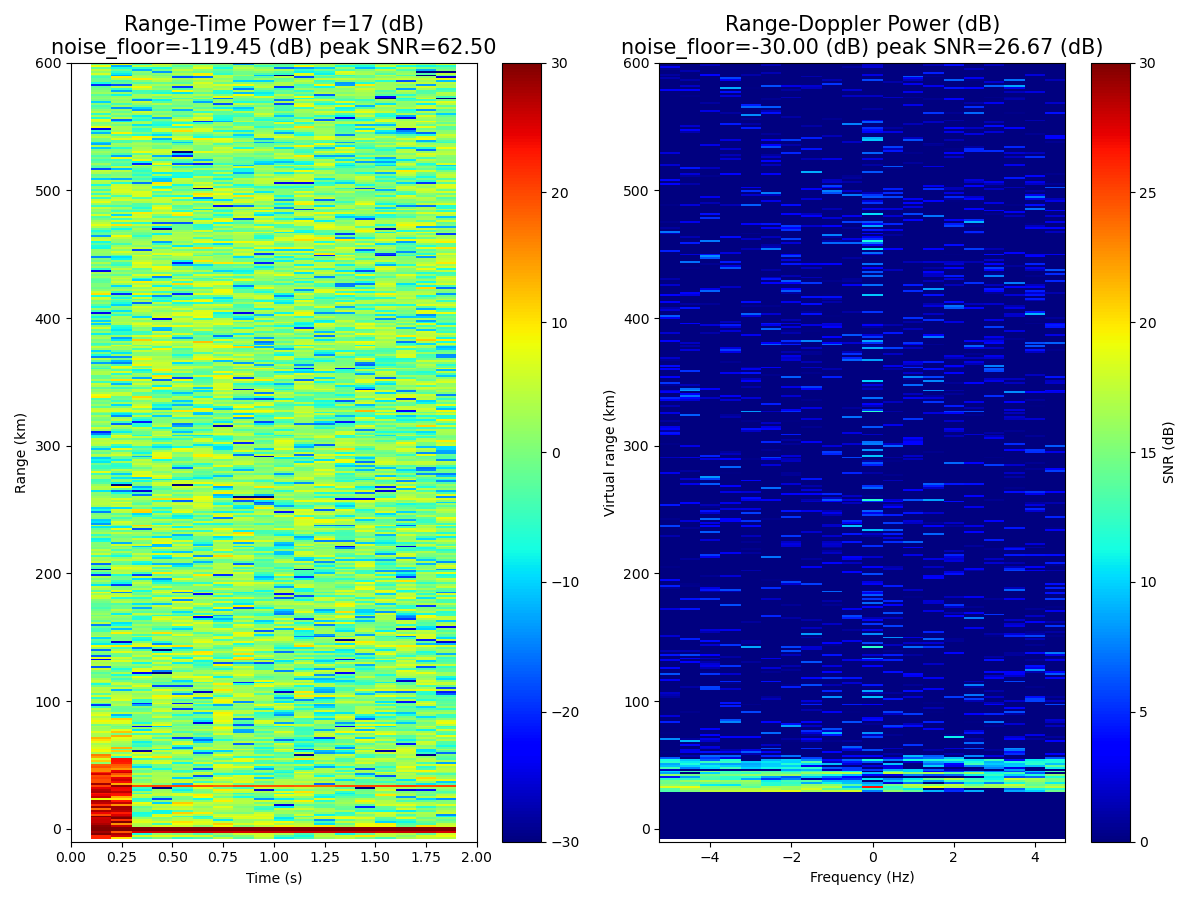 Range-Time Power f=17 (dB)
noise_floor=-119.45 (dB) peak SNR=62.50
600
500
400
300
200
100
0
Range (km)
0.00 0.25 0.50 0.75 1.00 1.25 1.50 1.75 2.00
Time (s)
30
20
10
0
−10
−20
−30
Range-Doppler Power (dB)
noise_floor=-30.00 (dB) peak SNR=26.67 (dB)
600
500
400
300
200
100
0
Virtual range (km)
−4 −2 0 2 4
Frequency (Hz)
30
25
20
15
10
5
0
SNR (dB)